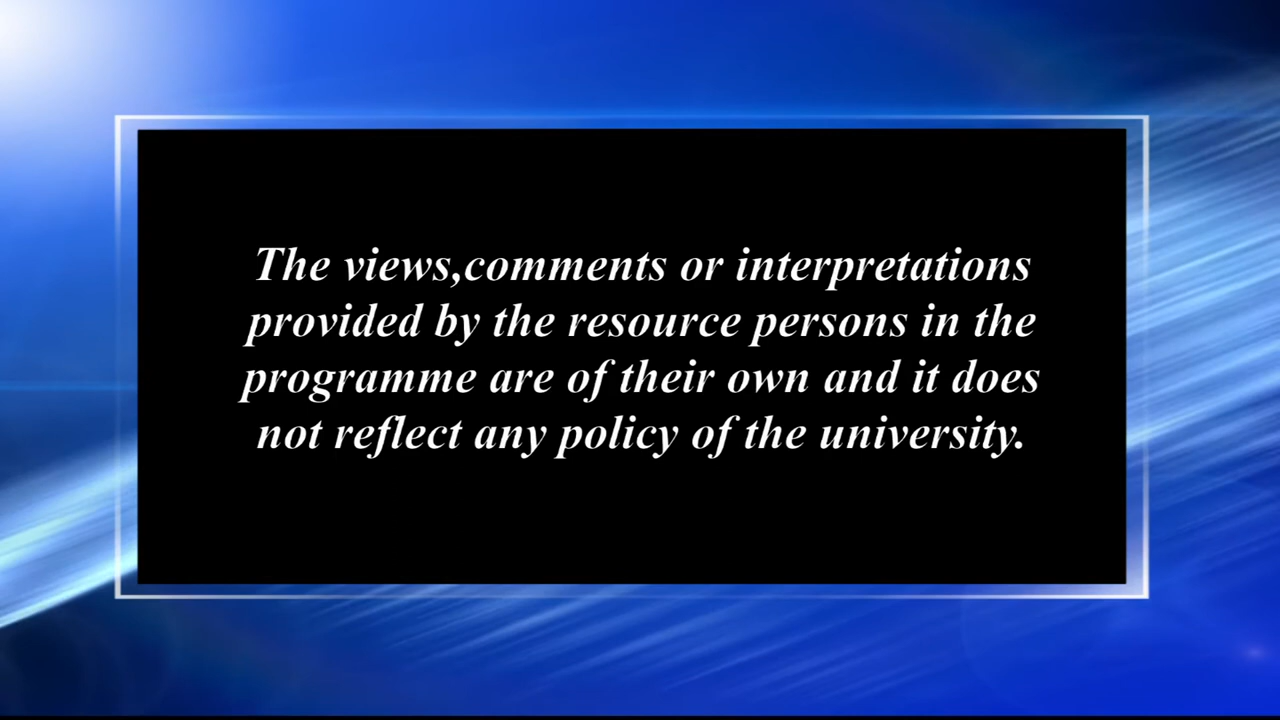 The views,comments or interpretations
provided by the resource persons in the
programme are of their own and it does
not reflect any policy of the university.